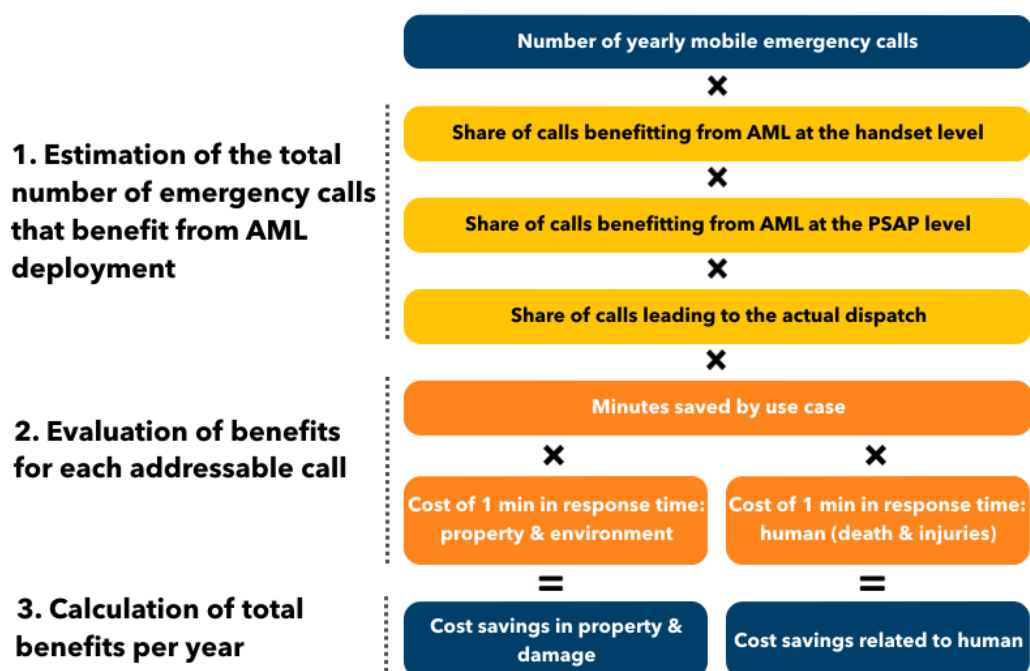 Number of yearly mobile emergency calls
×
1. Estimation of the total
number of emergency calls
that benefit from AML
deployment
Share of calls benefitting from AML at the handset level
×
Share of calls benefitting from AML at the PSAP level
×
Share of calls leading to the actual dispatch
×
2. Evaluation of benefits
for each addressable call
Minutes saved by use case
× ×
Cost of 1 min in response time:
property & environment
Cost of 1 min in response time:
human (death & injuries)
= =
3. Calculation of total
benefits per year
Cost savings in property &
damage
Cost savings related to human